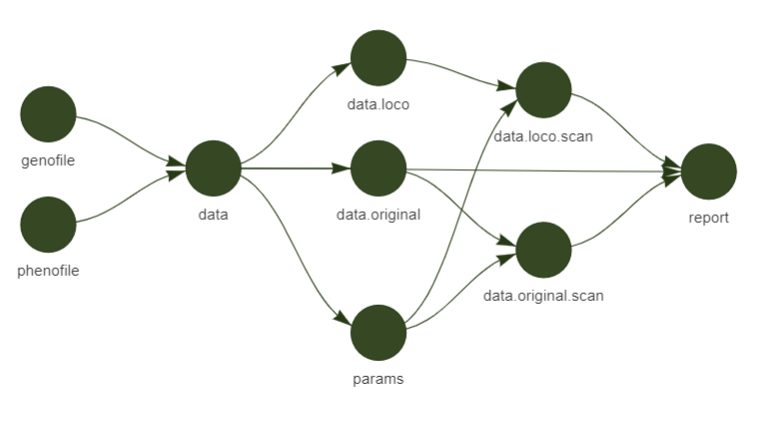 genofile
phenofile
data
data.loco
data.original
params
data.loco.scan
data.original.scan
report